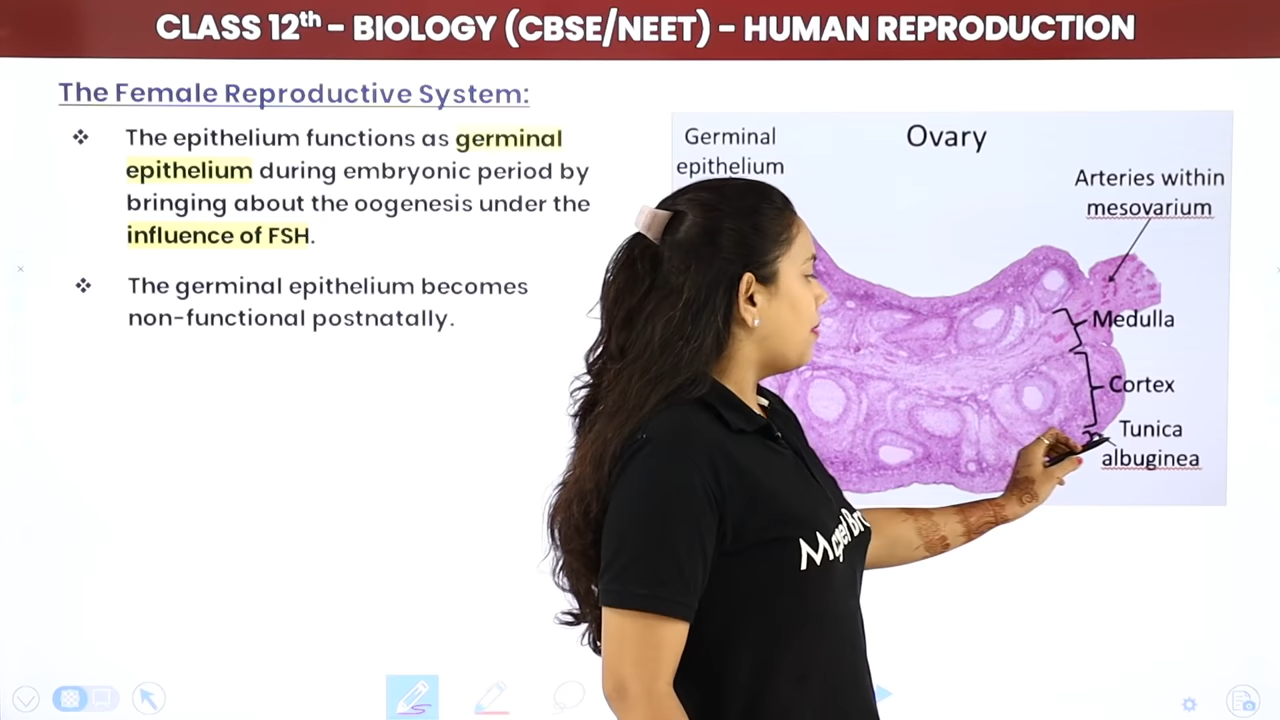 CLASS 12th – BIOLOGY (CBSE/NEET) – HUMAN REPRODUCTION
The Female Reproductive System:
❖ The epithelium functions as germinal
epithelium during embryonic period by
bringing about the oogenesis under the
influence of FSH.
❖ The germinal epithelium becomes
non-functional postnatally.
Ovary
Germinal
epithelium
Arteries within
mesovarium
Medulla
Cortex
Tunica
albuginea